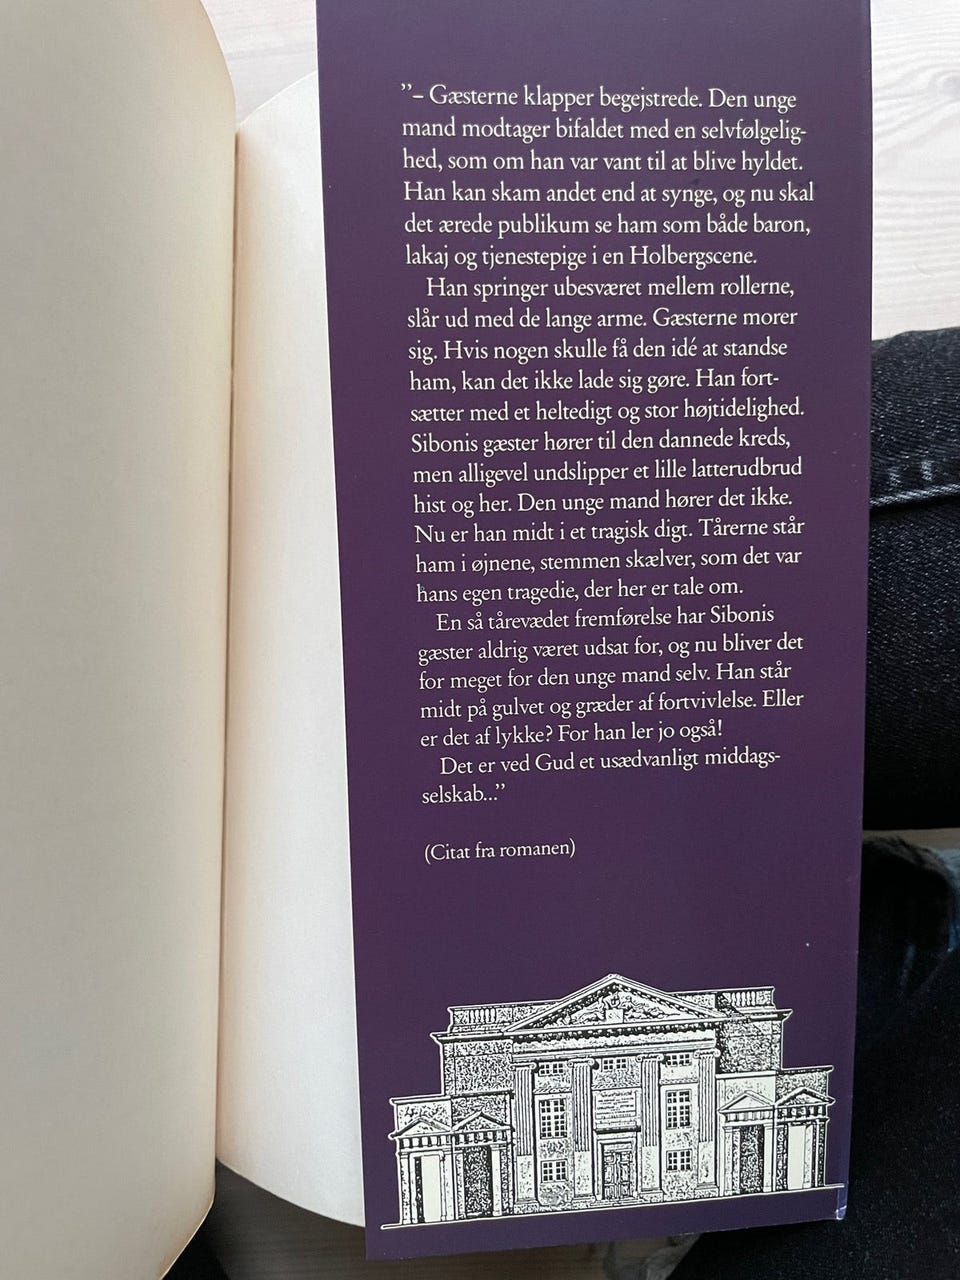 ”– Gæsterne klapper begejstrede. Den unge
mand modtager bifaldet med en selvfølgelig-
hed, som om han var vant til at blive hyldet.
Han kan skam andet end at synge, og nu skal
det ærede publikum se ham som både baron,
lakaj og tjenestepige i en Holbergscene.
Han springer ubesværet mellem rollerne,
slår ud med de lange arme. Gæsterne morer
sig. Hvis nogen skulle få den idé at standse
ham, kan det ikke lade sig gøre. Han fort-
sætter med et heltedigt og stor højtidelighed.
Sibonis gæster hører til den dannede kreds,
men alligevel undslipper et lille latterudbrud
hist og her. Den unge mand hører det ikke.
Nu er han midt i et tragisk digt. Tårerne står
ham i øjnene, stemmen skælver, som det var
hans egen tragedie, der her er tale om.
En så tårevædet fremførelse har Sibonis
gæster aldrig været udsat for, og nu bliver det
for meget for den unge mand selv. Han står
midt på gulvet og græder af fortvivlelse. Eller
er det af lykke? For han ler jo også!
Det er ved Gud et usædvanligt middags-
selskab...”
(Citat fra romanen)